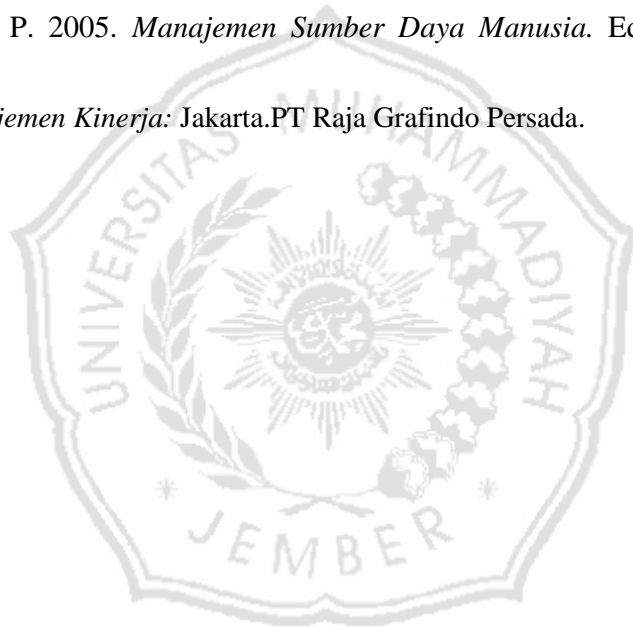 P. 2005. Manajemen Sumber Daya Manusia. Ed
jemen Kinerja: Jakarta.PT Raja Grafindo Persada.
UNIVERSITAS MUHAMMADIYAH
JEMBER